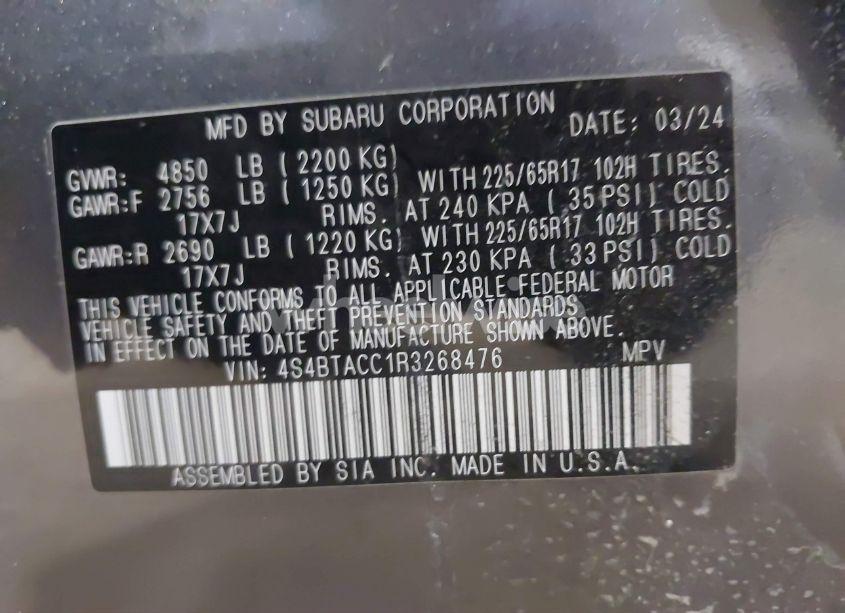 MFD BY SUBARU CORPORATION DATE: 03/24
GVWR: 4850 LB ( 2200 KG)
GAWR:F 2756 LB ( 1250 KG) WITH 225/65R17 102H TIRES.
17X7J RIMS. AT 240 KPA ( 35 PSI) COLD
GAWR:R 2690 LB ( 1220 KG) WITH 225/65R17 102H TIRES.
17X7J RIMS. AT 230 KPA ( 33 PSI) COLD
THIS VEHICLE CONFORMS TO ALL APPLICABLE FEDERAL MOTOR
VEHICLE SAFETY AND THEFT PREVENTION STANDARDS
IN EFFECT ON THE DATE OF MANUFACTURE SHOWN ABOVE.
VIN: 4S4BTACC1R3268476 MPV
ASSEMBLED BY SIA INC. MADE IN U.S.A.